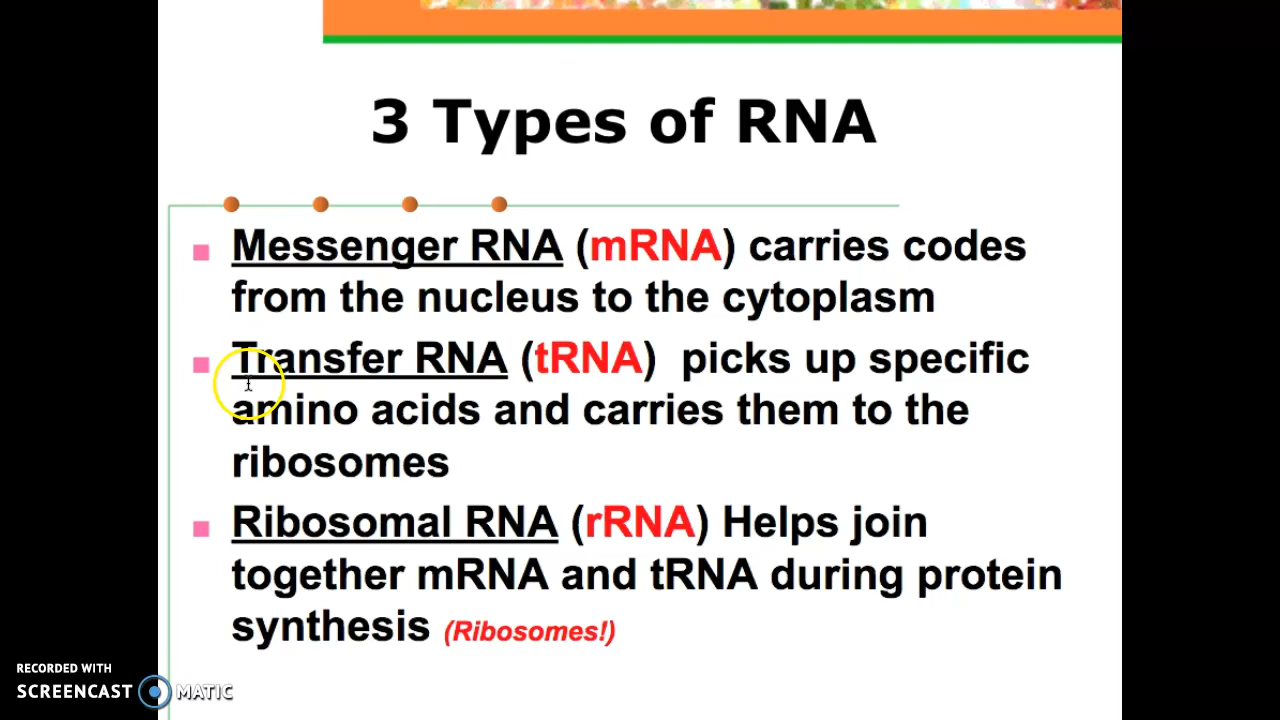 3 Types of RNA
Messenger RNA (mRNA) carries codes
from the nucleus to the cytoplasm
Transfer RNA (tRNA) picks up specific
amino acids and carries them to the
ribosomes
Ribosomal RNA (rRNA) Helps join
together mRNA and tRNA during protein
synthesis (Ribosomes!)
RECORDED WITH
SCREENCAST MATIC